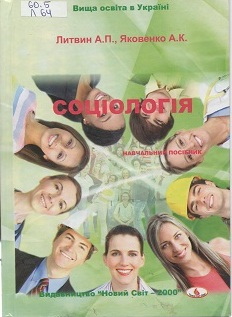 60.5
Л 64
Вища освіта в Україні
Литвин А.П., Яковенко А.К.
СОЦІОЛОГІЯ
НАВЧАЛЬНИЙ ПОСІБНИК
Видавництво "Новий Світ – 2000"